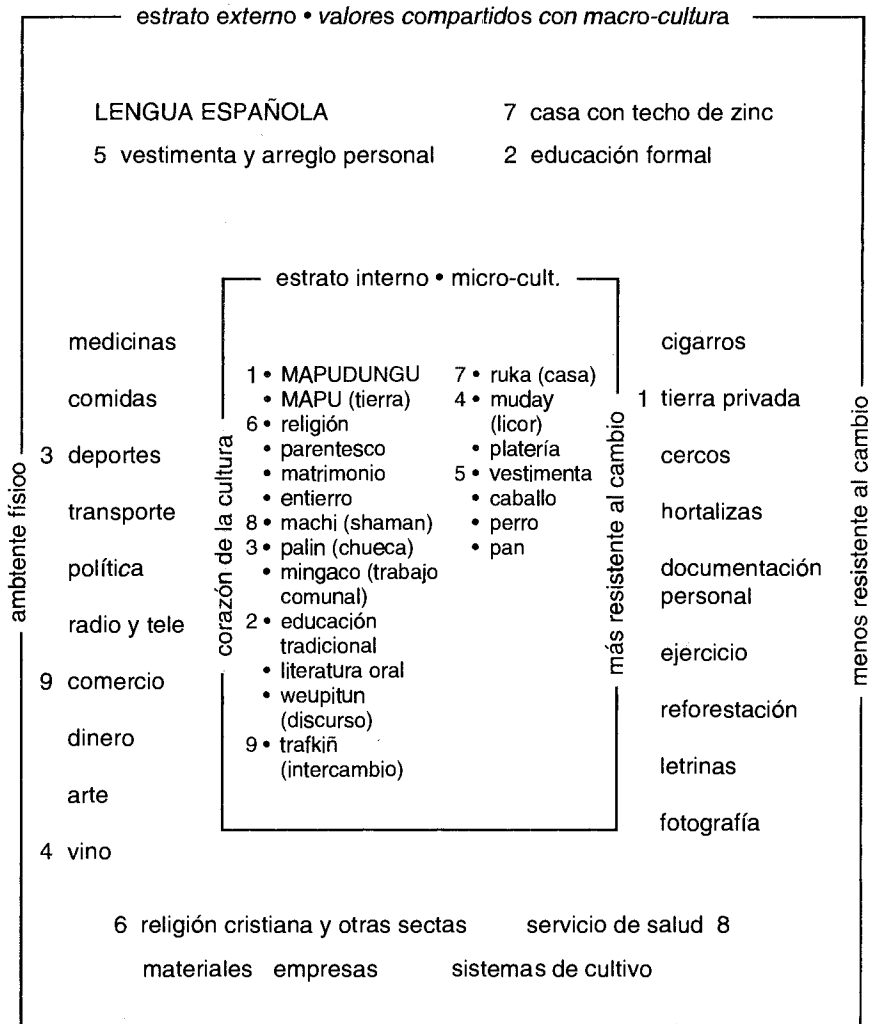 estrato externo • valores compartidos con macro-cultura
LENGUA ESPAÑOLA
7 casa con techo de zinc
5 vestimenta y arreglo personal
2 educación formal
estrato interno • micro-cult.
ambtente físico
medicinas
comidas
3 deportes
transporte
política
radio y tele
9 comercio
dinero
arte
4 vino
corazón de la cultura
1 • MAPUDUNGU
• MAPU (tierra)
6 • religión
• parentesco
• matrimonio
• entierro
8 • machi (shaman)
3 • palin (chueca)
• mingaco (trabajo
comunal)
2 • educación
tradicional
• literatura oral
• weupitun
(discurso)
9 • trafkiñ
(intercambio)
7 • ruka (casa)
4 • muday
(licor)
• platería
5 • vestimenta
• caballo
• perro
• pan
más resistente al cambio
cigarros
1 tierra privada
cercos
hortalizas
documentación
personal
ejercicio
reforestación
letrinas
fotografía
menos resistente al cambio
6 religión cristiana y otras sectas
servicio de salud 8
materiales empresas sistemas de cultivo